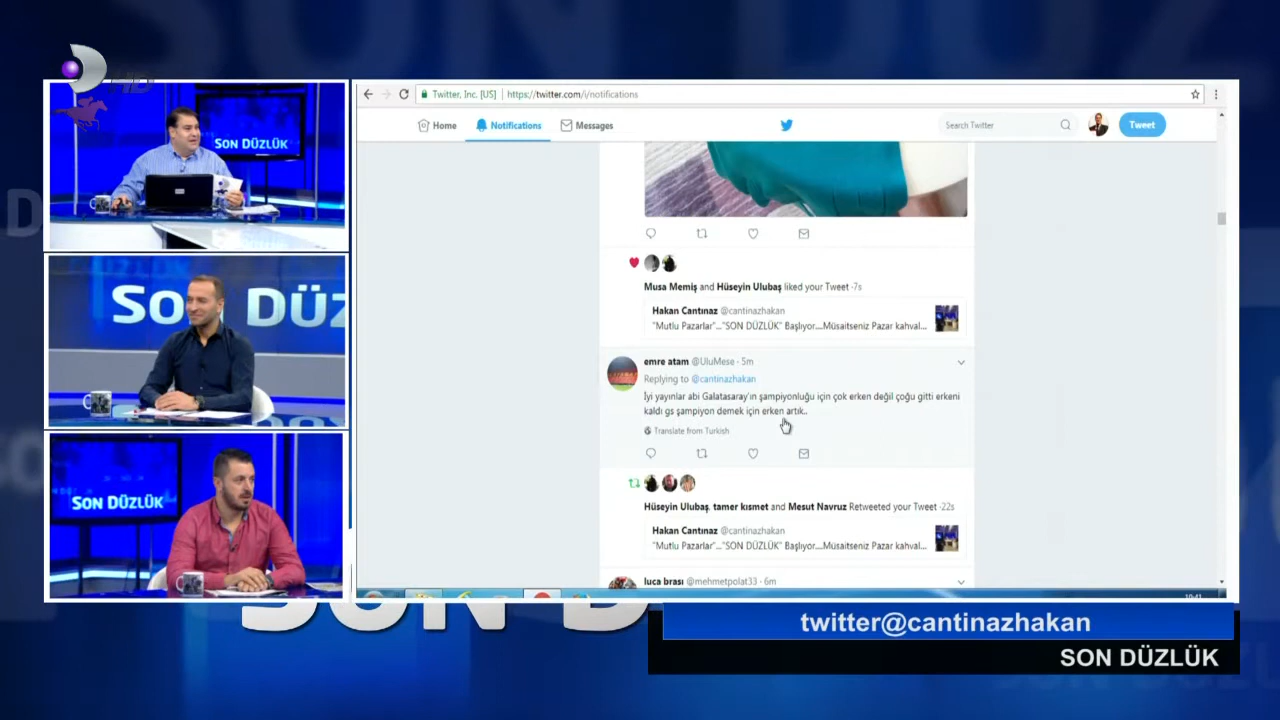 HD
SON DÜZLÜK
SON DÜZ
SON DÜZLÜK
Twitter, Inc. [US]
https://twitter.com/i/notifications
Home
Notifications
Messages
Search Twitter
Tweet
Musa Memiş and Hüseyin Ulubaş liked your Tweet ·7s
Hakan Cantınaz @cantinazhakan
"Mutlu Pazarlar"..."SON DÜZLÜK" Başlıyor....Müsaitseniz Pazar kahval...
emre atam @UluMese · 5m
Replying to @cantinazhakan
İyi yayınlar abi Galatasaray'ın şampiyonluğu için çok erken değil çoğu gitti erkeni
kaldı gs şampiyon demek için erken artık..
Translate from Turkish
Hüseyin Ulubaş, tamer kısmet and Mesut Navruz Retweeted your Tweet ·22s
Hakan Cantınaz @cantinazhakan
"Mutlu Pazarlar"..."SON DÜZLÜK" Başlıyor....Müsaitseniz Pazar kahval...
luca brası @mehmetpolat33 · 6m
10:41
twitter@cantinazhakan
SON DÜZLÜK